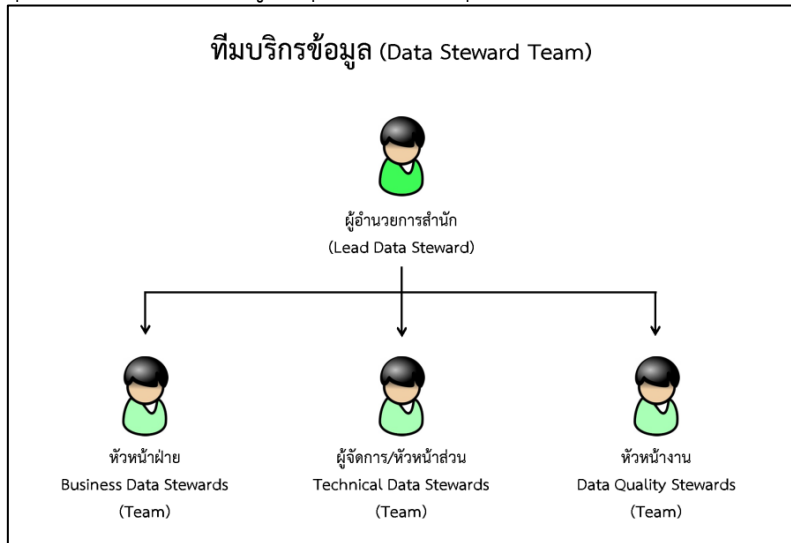 ทีมบริกรข้อมูล (Data Steward Team)
ผู้อำนวยการสำนัก
(Lead Data Steward)
หัวหน้าฝ่าย
Business Data Stewards
(Team)
ผู้จัดการ/หัวหน้าส่วน
Technical Data Stewards
(Team)
หัวหน้างาน
Data Quality Stewards
(Team)